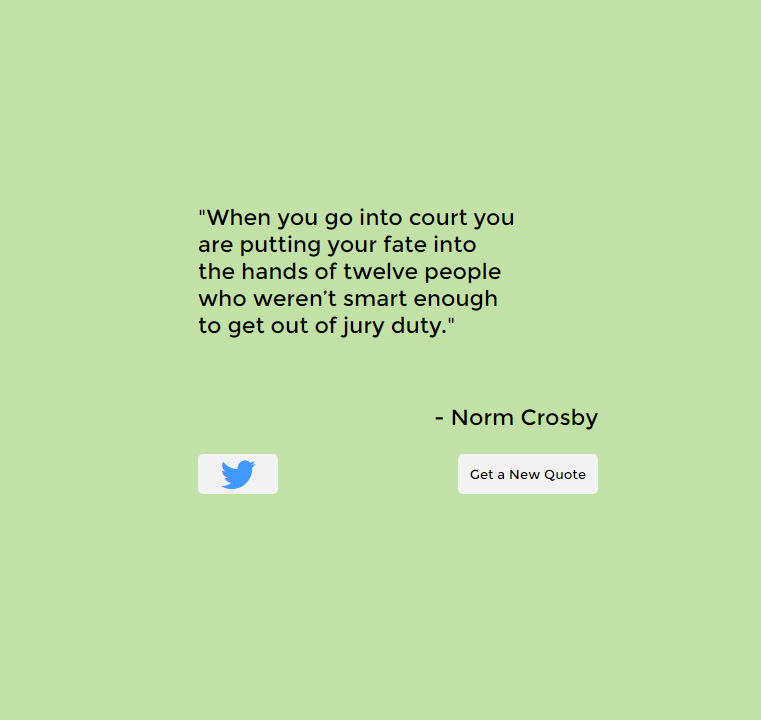 "When you go into court you
are putting your fate into
the hands of twelve people
who weren’t smart enough
to get out of jury duty."
- Norm Crosby
Get a New Quote